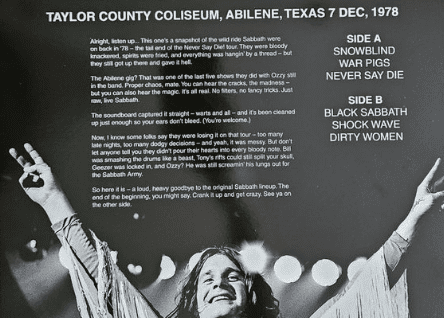 TAYLOR COUNTY COLISEUM, ABILENE, TEXAS 7 DEC, 1978
Alright, listen up... This one's a snapshot of the wild ride Sabbath were
on back in '78 – the tail end of the Never Say Die! tour. They were bloody
knackered, spirits were fried, and everything was hangin' by a thread – but
they still got up there and gave it hell.
The Abilene gig? That was one of the last five shows they did with Ozzy still
in the band. Proper chaos, mate. You can hear the cracks, the madness –
but you can also hear the magic. It's all real. No filters, no fancy tricks. Just
raw, live Sabbath.
The soundboard captured it straight – warts and all – and it's been cleaned
up just enough so your ears don't bleed. (You're welcome.)
Now, I know some folks say they were losing it on that tour – too many
late nights, too many dodgy decisions – and yeah, it was messy. But don't
let anyone tell you they didn't pour their hearts into every bloody note. Bill
was smashing the drums like a beast, Tony's riffs could still split your skull,
Geezer was locked in, and Ozzy? He was still screamin' his lungs out for
the Sabbath Army.
So here it is – a loud, heavy goodbye to the original Sabbath lineup. The
end of the beginning, you might say. Crank it up and get crazy. See ya on
the other side.
SIDE A
SNOWBLIND
WAR PIGS
NEVER SAY DIE
SIDE B
BLACK SABBATH
SHOCK WAVE
DIRTY WOMEN